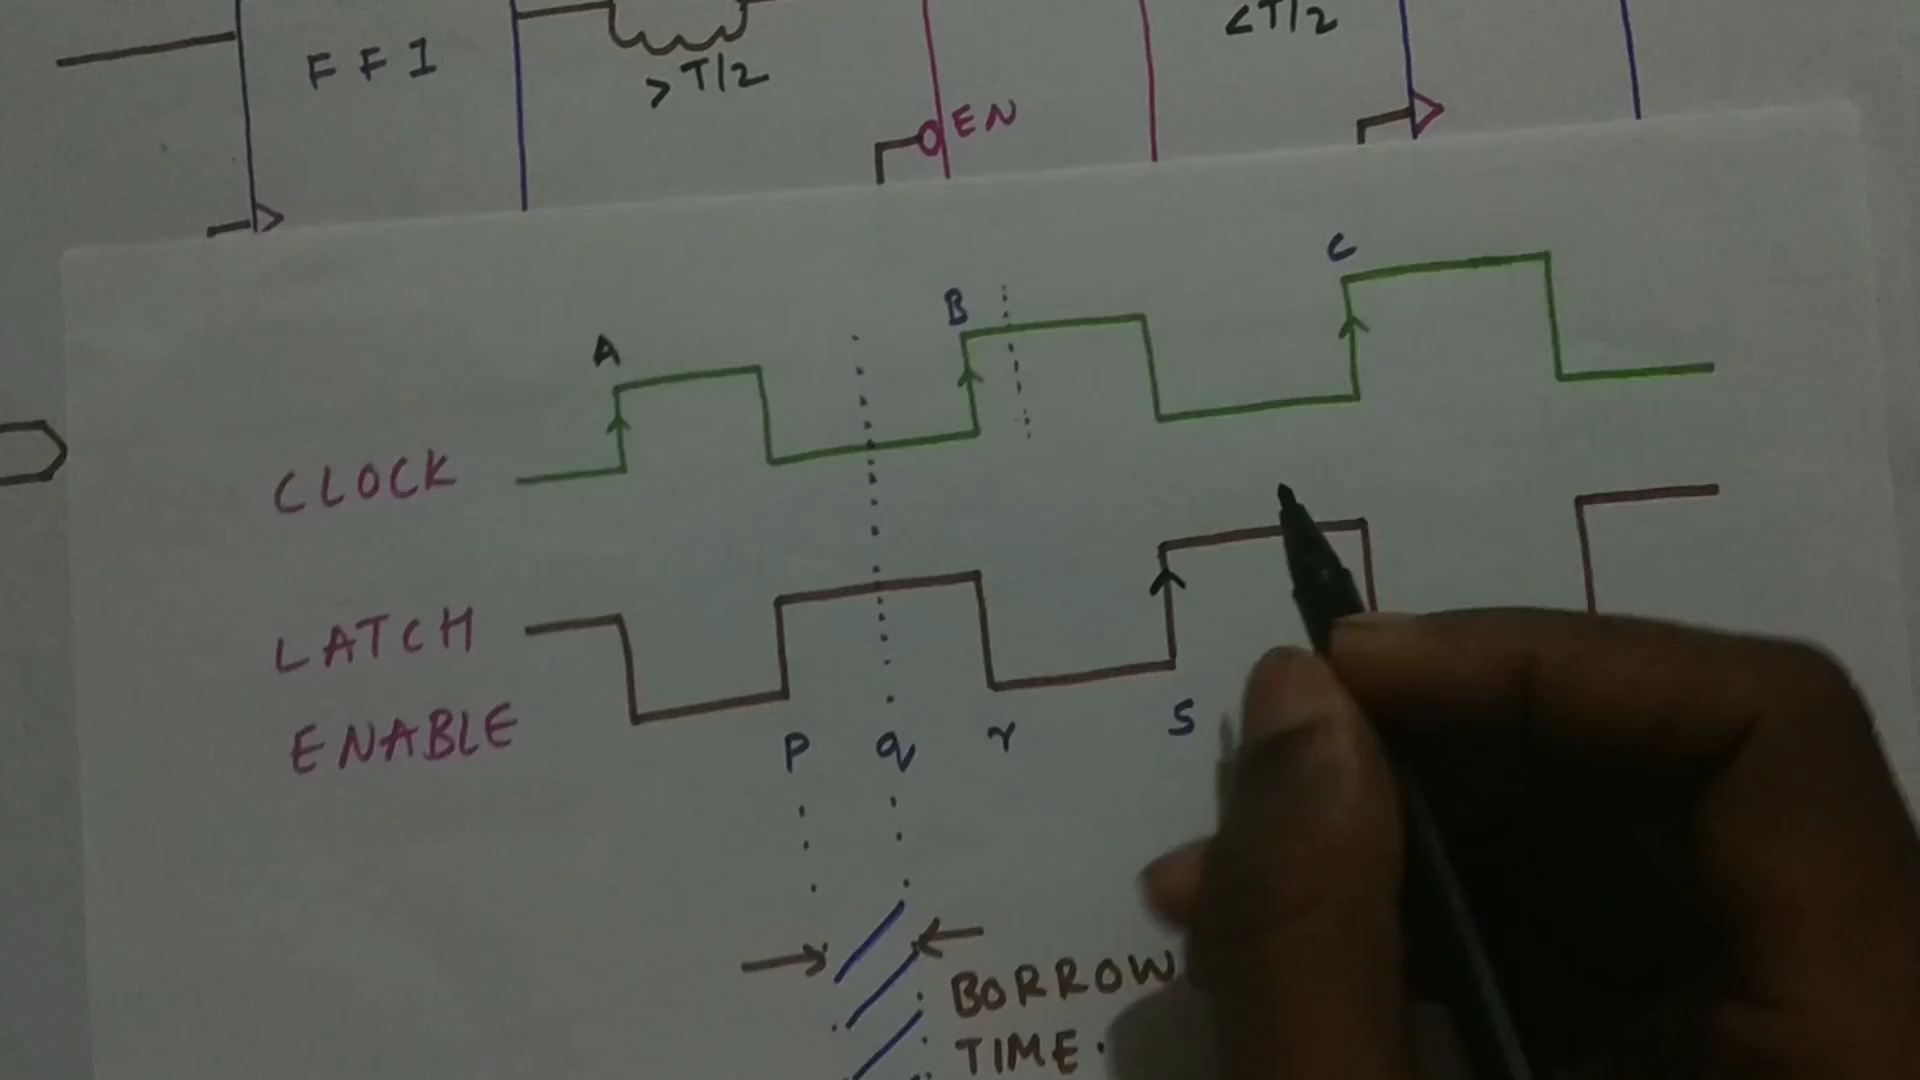 FF1
>T/2
<T/2
EN
A
B
C
CLOCK
LATCH
ENABLE
P q r S
BORROW
TIME.